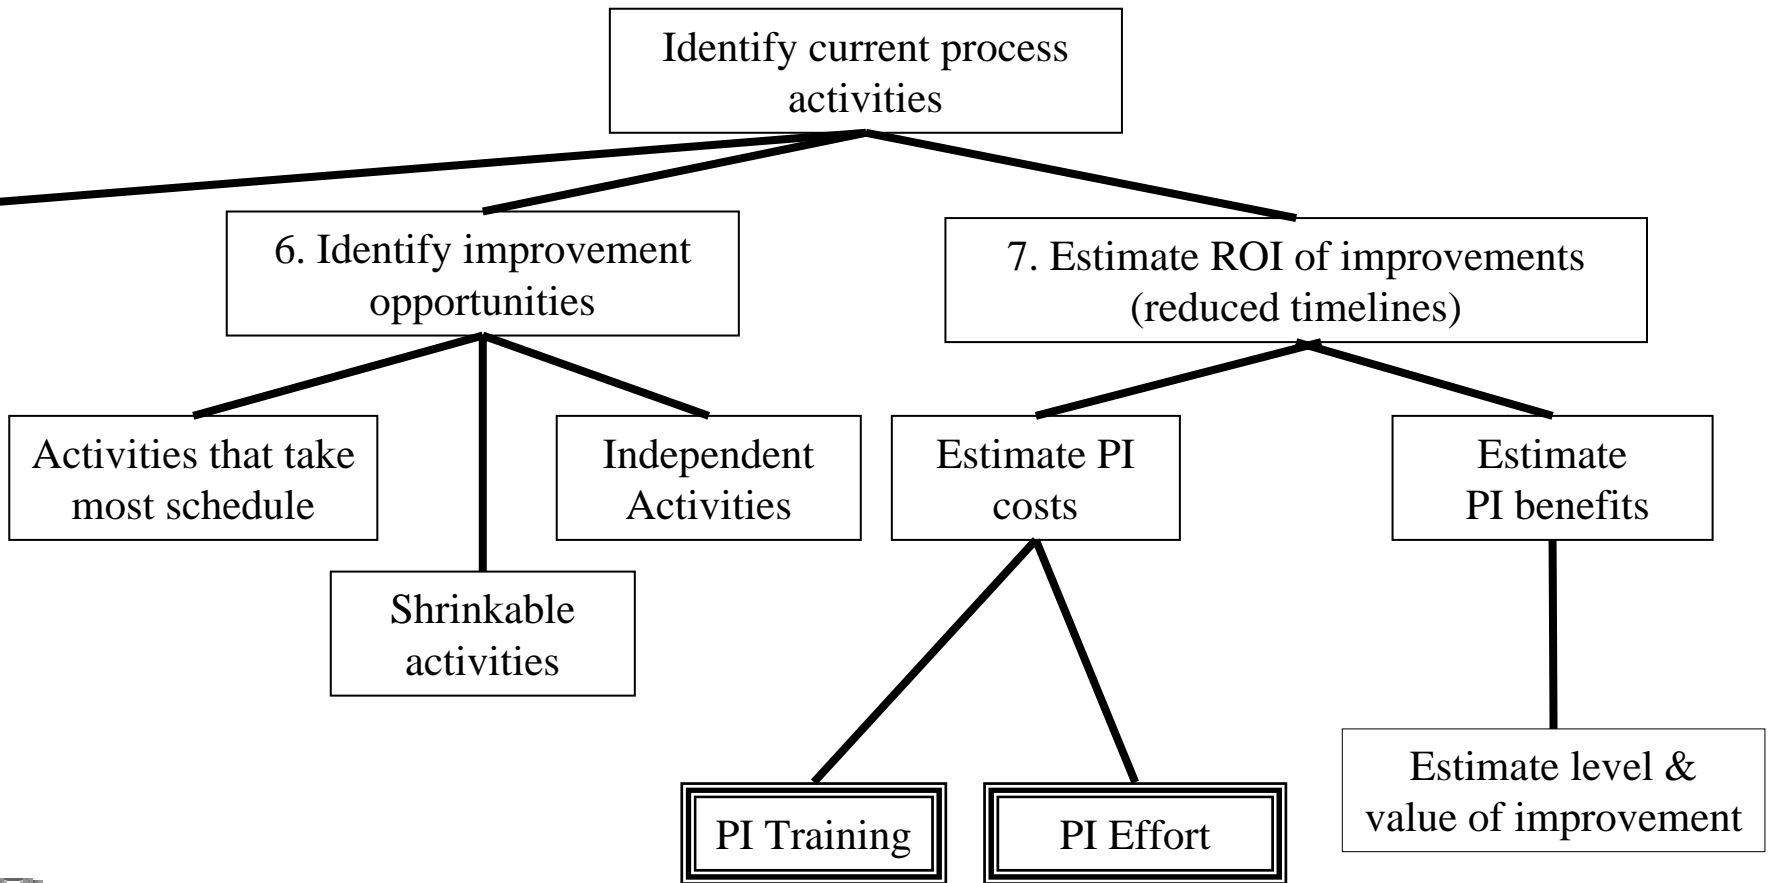 Identify current process
activities
6. Identify improvement
opportunities
7. Estimate ROI of improvements
(reduced timelines)
Activities that take
most schedule
Independent
Activities
Estimate PI
costs
Estimate
PI benefits
Shrinkable
activities
PI Training
PI Effort
Estimate level &
value of improvement